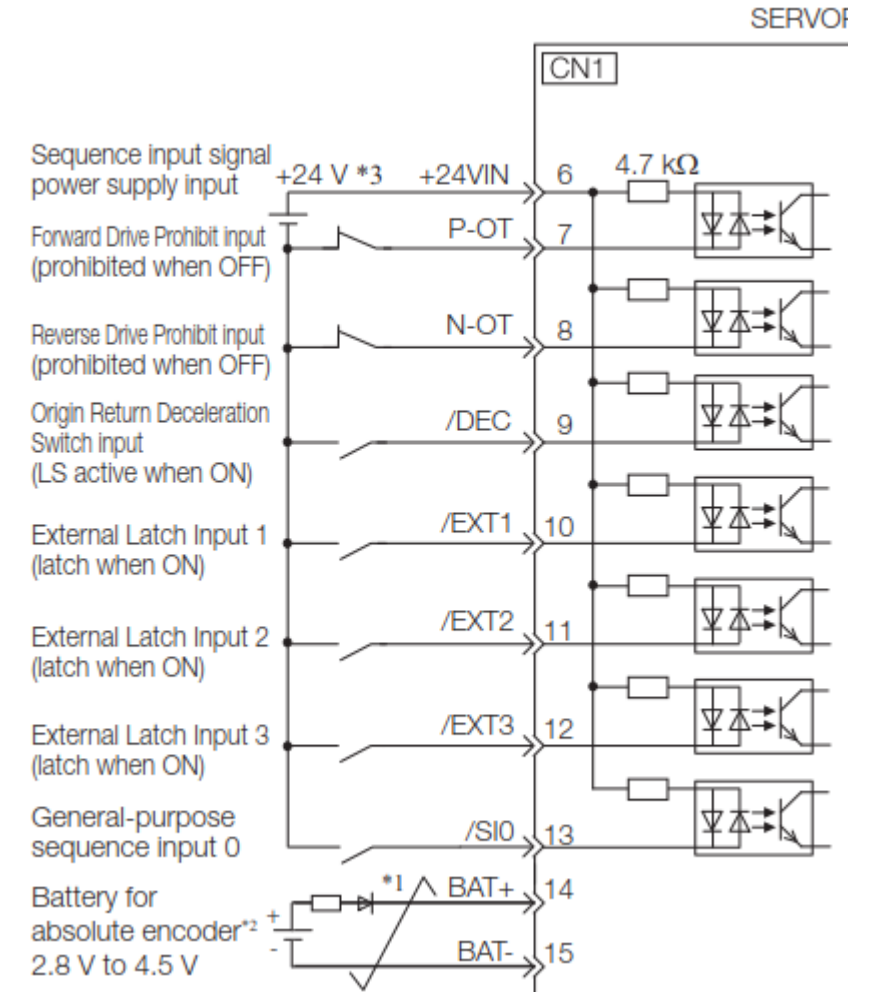 SERVOP
CN1
Sequence input signal
power supply input
+24 V *3
+24VIN
6
4.7 kΩ
Forward Drive Prohibit input
(prohibited when OFF)
P-OT
7
Reverse Drive Prohibit input
(prohibited when OFF)
N-OT
8
Origin Return Deceleration
Switch input
(LS active when ON)
/DEC
9
External Latch Input 1
(latch when ON)
/EXT1
10
External Latch Input 2
(latch when ON)
/EXT2
11
External Latch Input 3
(latch when ON)
/EXT3
12
General-purpose
sequence input 0
/SI0
13
Battery for
absolute encoder*2
2.8 V to 4.5 V
+
-
*1
BAT+
14
BAT-
15